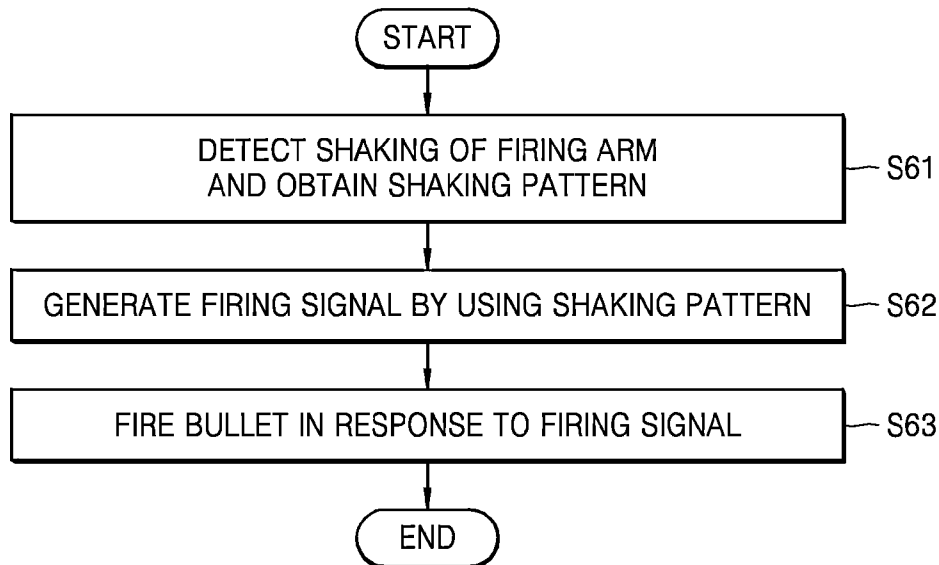 START
DETECT SHAKING OF FIRING ARM
AND OBTAIN SHAKING PATTERN
S61
GENERATE FIRING SIGNAL BY USING SHAKING PATTERN
S62
FIRE BULLET IN RESPONSE TO FIRING SIGNAL
S63
END